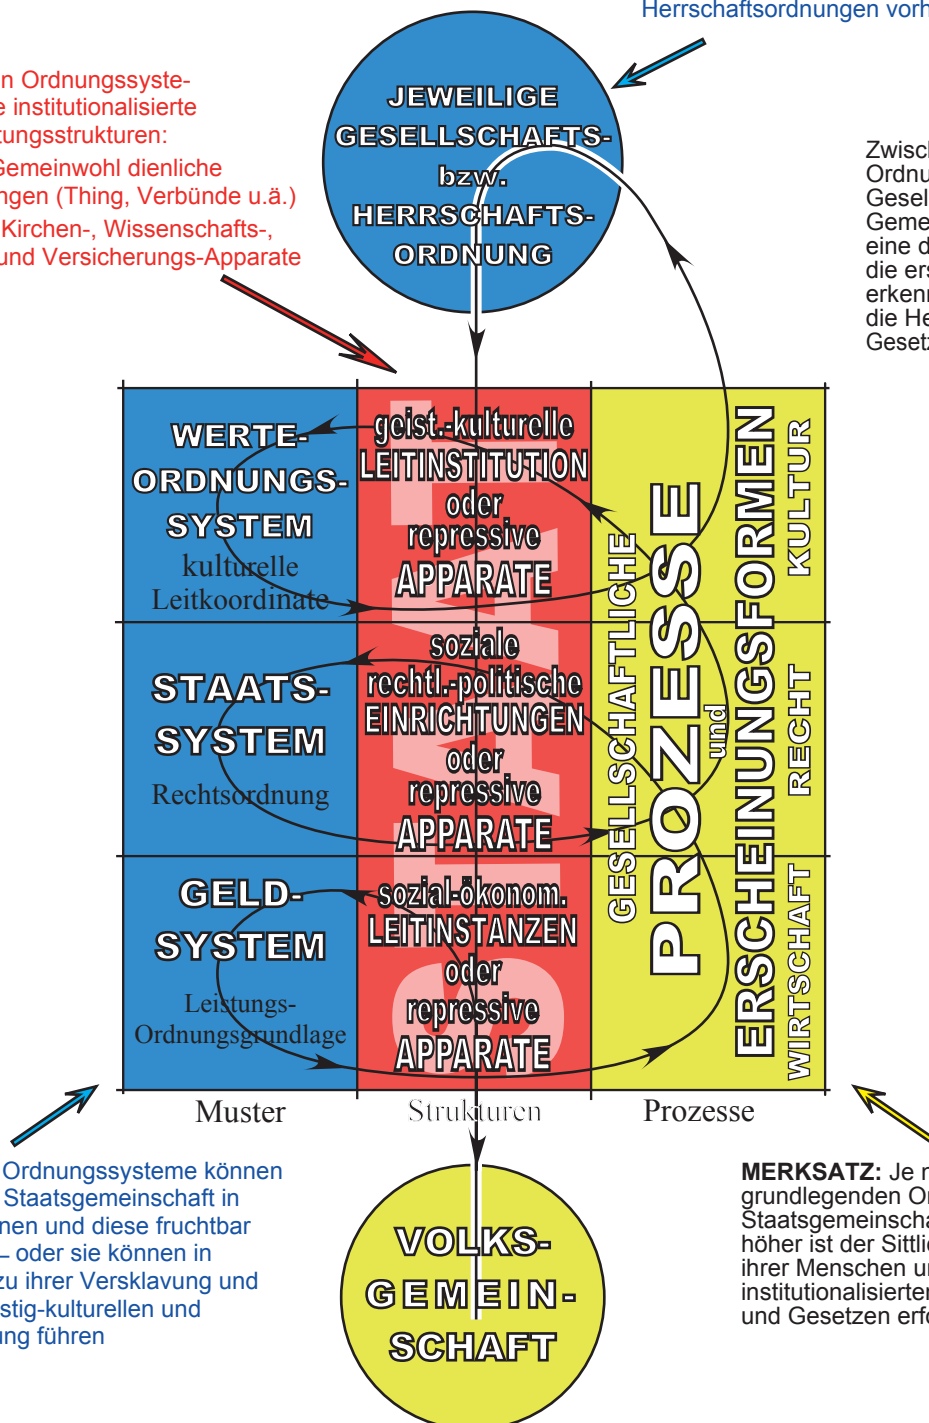 Herrschaftsordnungen vorh
n Ordnungssyste-
e institutionalisierte
tungsstrukturen:
Gemeinwohl dienliche
ngen (Thing, Verbünde u.ä.)
Kirchen-, Wissenschafts-,
und Versicherungs-Apparate
JEWEILIGE
GESELLSCHAFTS-
bzw.
HERRSCHAFTS-
ORDNUNG
Zwisch
Ordnu
Gesel
Geme
eine d
die ers
erkenn
die He
Gesetz
WERTE-
ORDNUNGS-
SYSTEM
kulturelle
Leitkoordinate
geist.-kulturelle
LEITINSTITUTION
oder
repressive
APPARATE
STAATS-
SYSTEM
Rechtsordnung
soziale
rechtl.-politische
EINRICHTUNGEN
oder
repressive
APPARATE
GELD-
SYSTEM
Leistungs-
Ordnungsgrundlage
sozial-ökonom.
LEITINSTANZEN
oder
repressive
APPARATE
GESELLSCHAFTLICHE
PROZESSE
und
ERSCHEINUNGSFORMEN
KULTUR
RECHT
WIRTSCHAFT
Muster
Strukturen
Prozesse
Ordnungssysteme können
Staatsgemeinschaft in
nen und diese fruchtbar
– oder sie können in
zu ihrer Versklavung und
stig-kulturellen und
ung führen
VOLKS-
GEMEIN-
SCHAFT
MERKSATZ: Je n
grundlegenden Or
Staatsgemeinscha
höher ist der Sittlic
ihrer Menschen un
institutionalisierten
und Gesetzen erfo